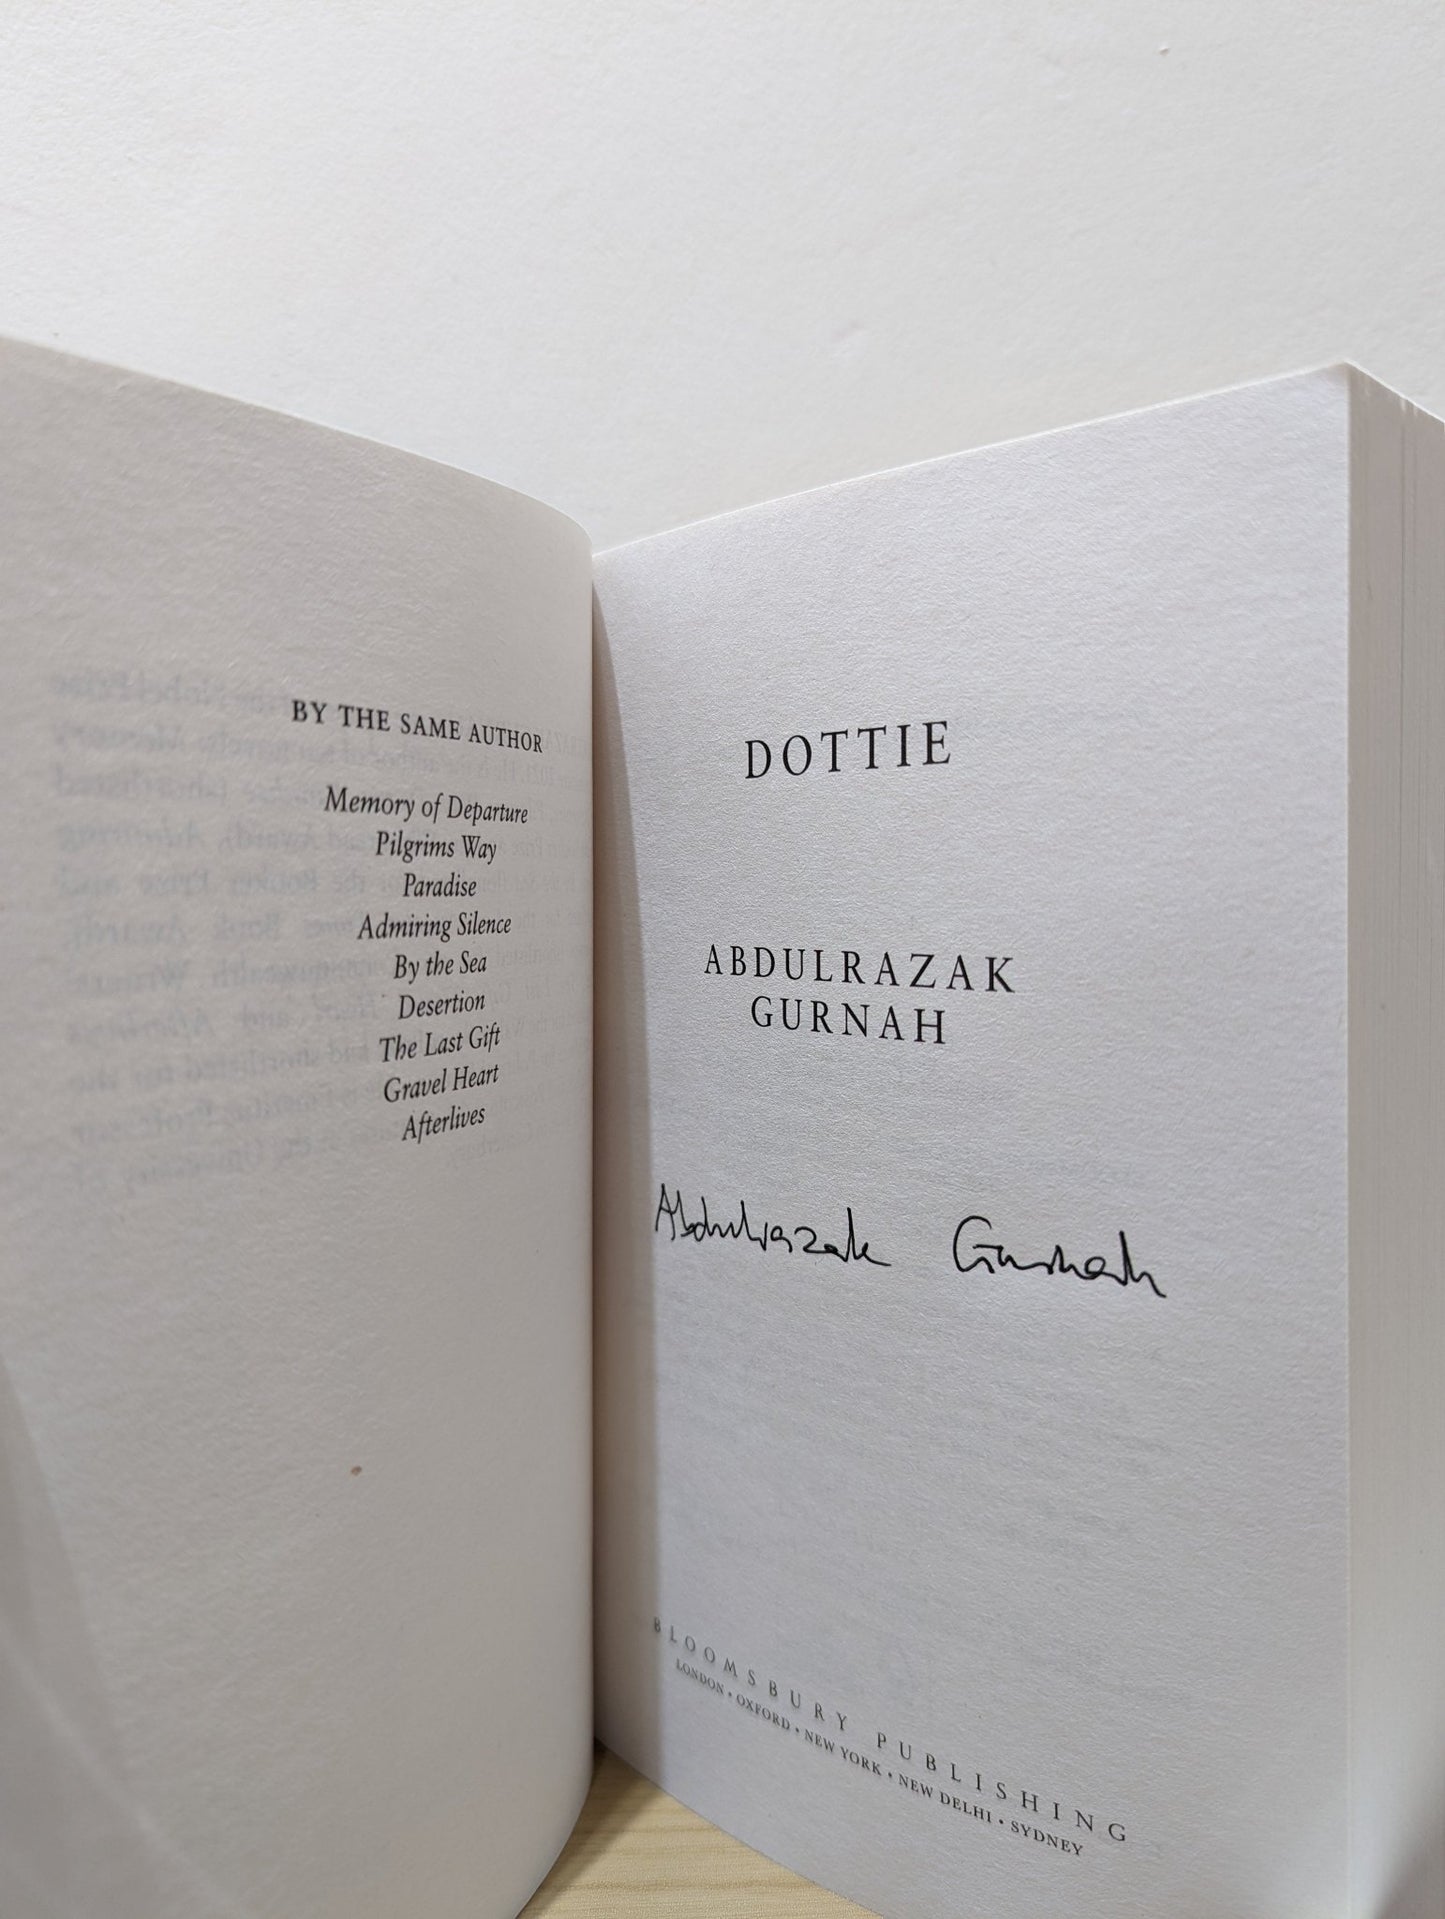 BY THE SAME AUTHOR
Memory of Departure
Pilgrims Way
Paradise
Admiring Silence
By the Sea
Desertion
The Last Gift
Gravel Heart
Afterlives
DOTTIE
ABDULRAZAK
GURNAH
Abdulrazak Gurnah
BLOOMSBURY PUBLISHING
LONDON • OXFORD • NEW YORK • NEW DELHI • SYDNEY